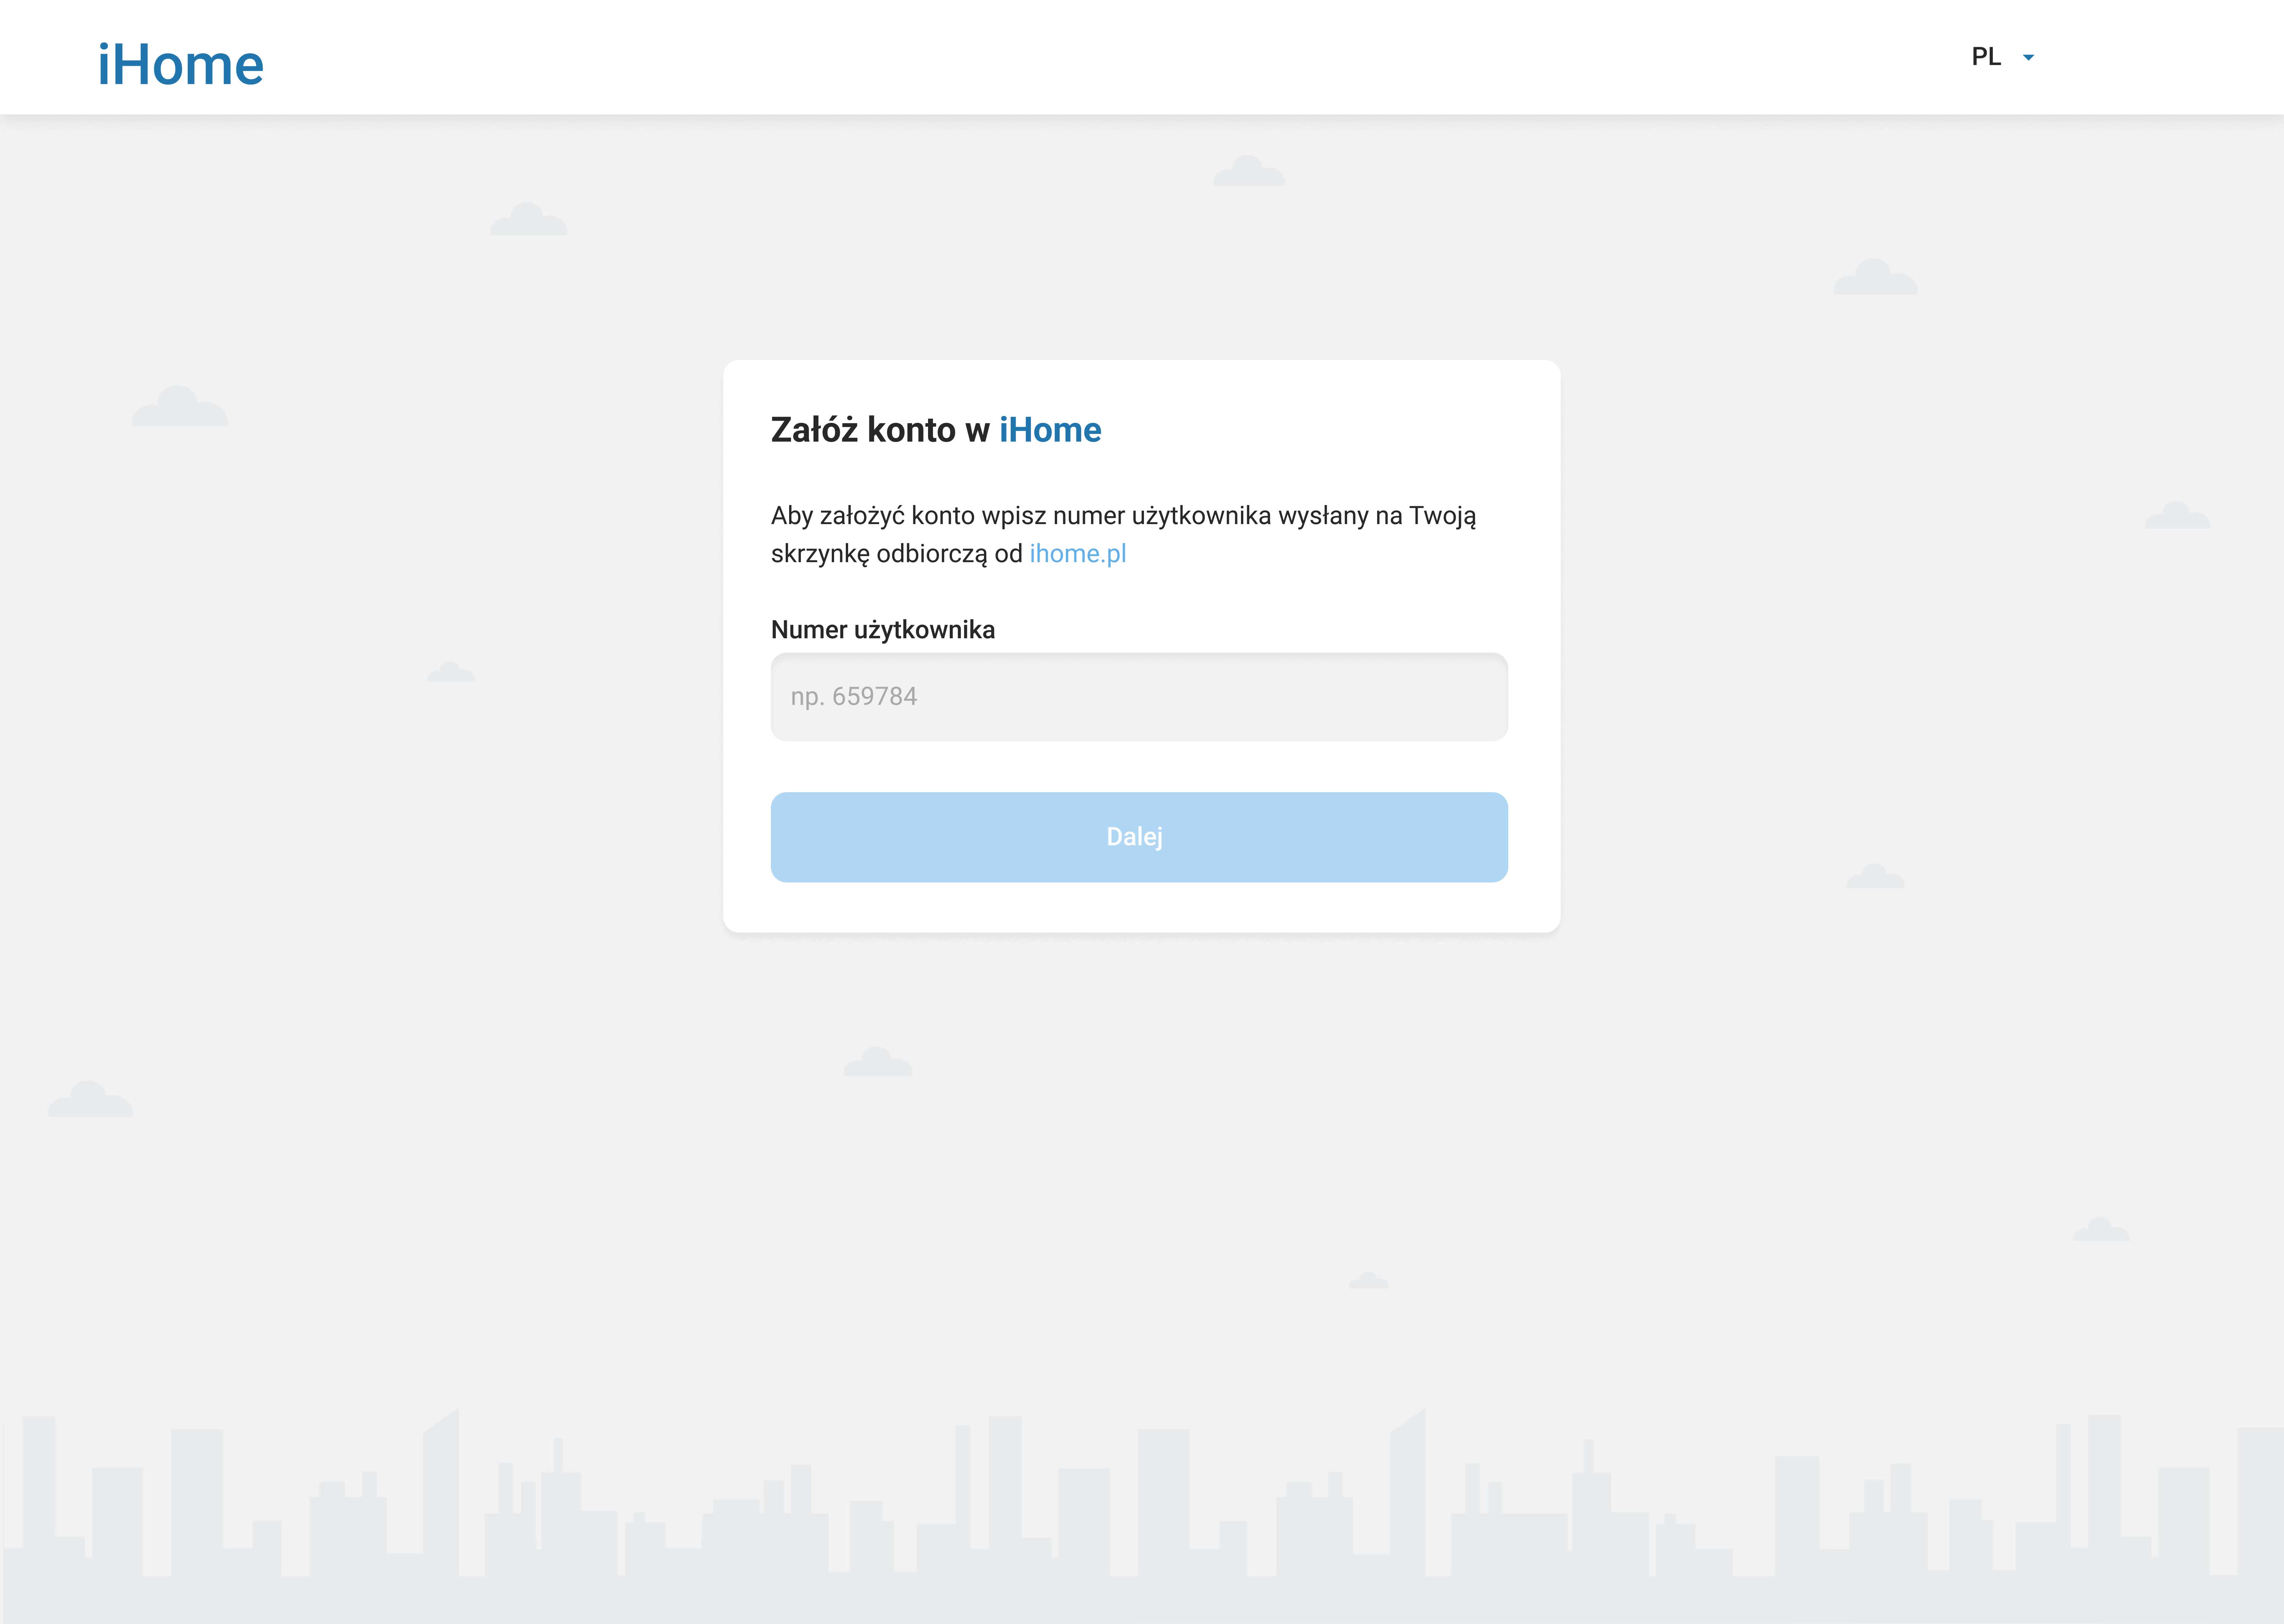 iHome
PL
Załóż konto w iHome
Aby założyć konto wpisz numer użytkownika wysłany na Twoją
skrzynkę odbiorczą od ihome.pl
Numer użytkownika
np. 659784
Dalej